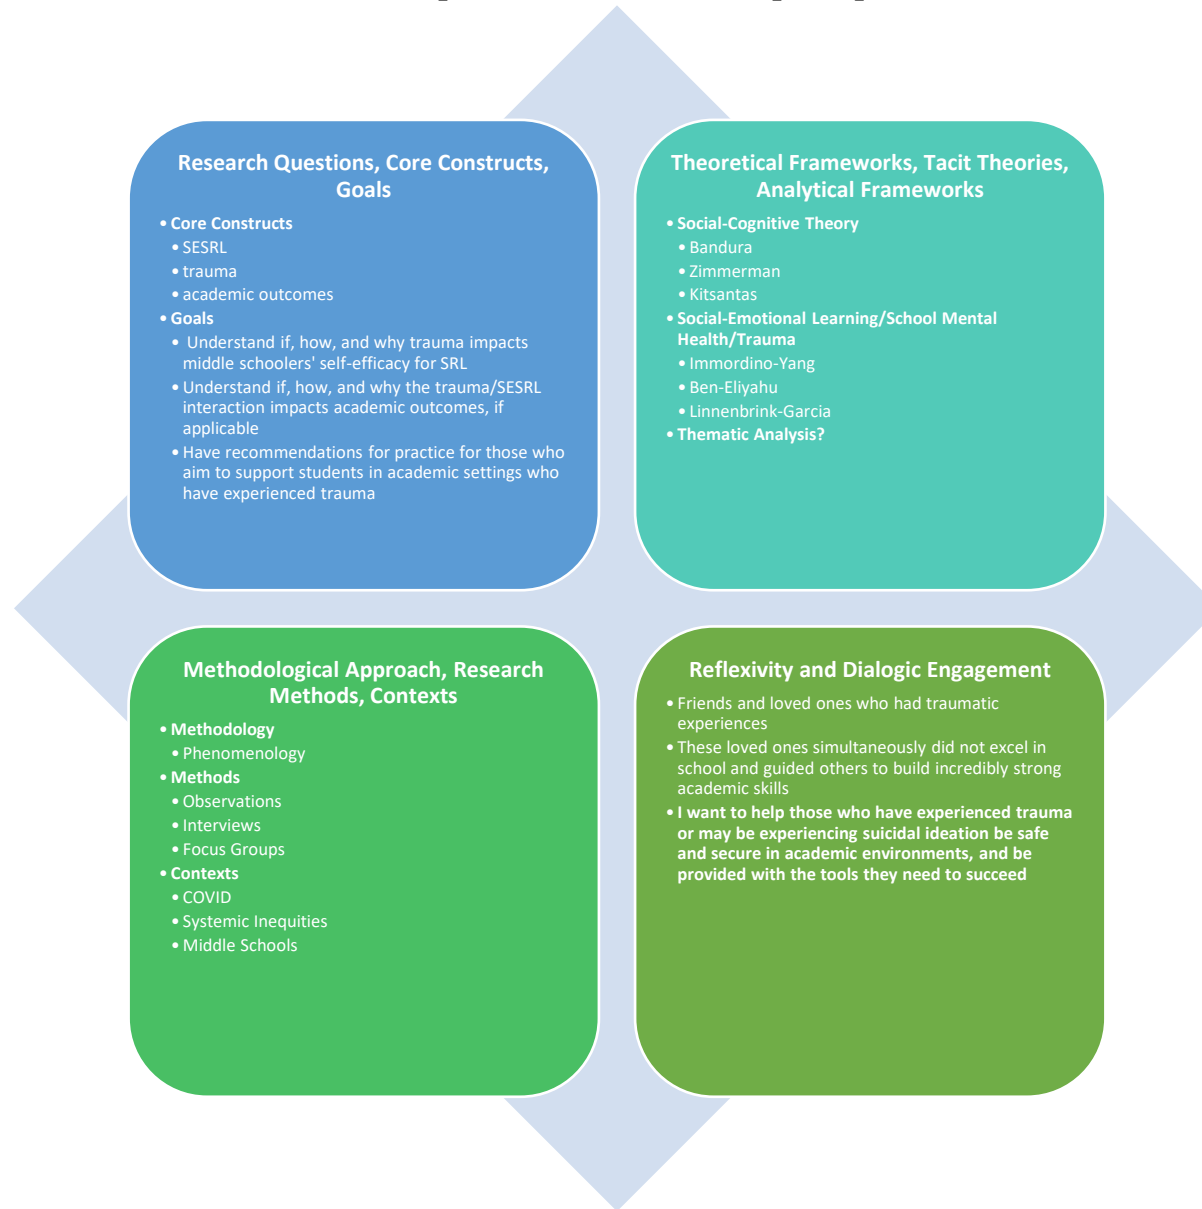 Research Questions, Core Constructs,
Goals
• Core Constructs
• SESRL
• trauma
• academic outcomes
• Goals
• Understand if, how, and why trauma impacts
middle schoolers' self-efficacy for SRL
• Understand if, how, and why the trauma/SESRL
interaction impacts academic outcomes, if
applicable
• Have recommendations for practice for those who
aim to support students in academic settings who
have experienced trauma
Theoretical Frameworks, Tacit Theories,
Analytical Frameworks
• Social-Cognitive Theory
• Bandura
• Zimmerman
• Kitsantas
• Social-Emotional Learning/School Mental
Health/Trauma
• Immordino-Yang
• Ben-Eliyahu
• Linnenbrink-Garcia
• Thematic Analysis?
Methodological Approach, Research
Methods, Contexts
• Methodology
• Phenomenology
• Methods
• Observations
• Interviews
• Focus Groups
• Contexts
• COVID
• Systemic Inequities
• Middle Schools
Reflexivity and Dialogic Engagement
• Friends and loved ones who had traumatic
experiences
• These loved ones simultaneously did not excel in
school and guided others to build incredibly strong
academic skills
• I want to help those who have experienced trauma
or may be experiencing suicidal ideation be safe
and secure in academic environments, and be
provided with the tools they need to succeed